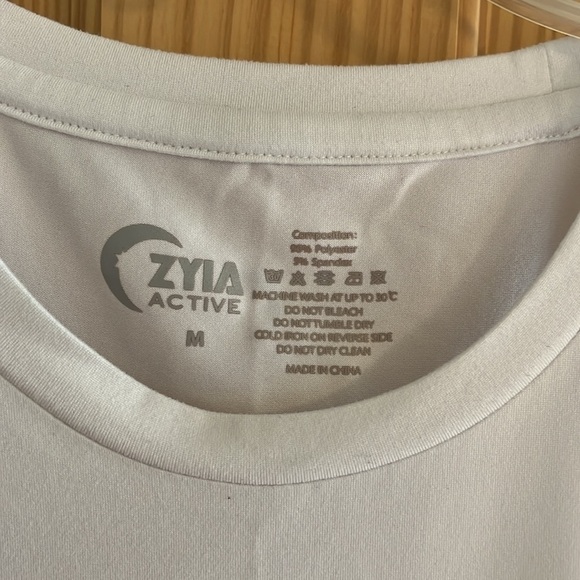 ZYIA
ACTIVE
M
Composition:
Polyester
Spandex
MACHINE WASH AT UP TO 30℃
DO NOT BLEACH
DO NOT TUMBLE DRY
COLD IRON ON REVERSE SIDE
DO NOT DRY CLEAN
MADE IN CHINA